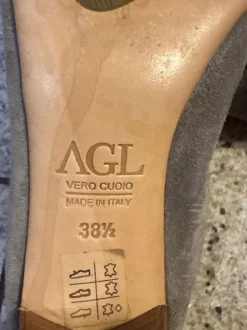 AGL
VERO CUOIO
MADE IN ITALY
38½